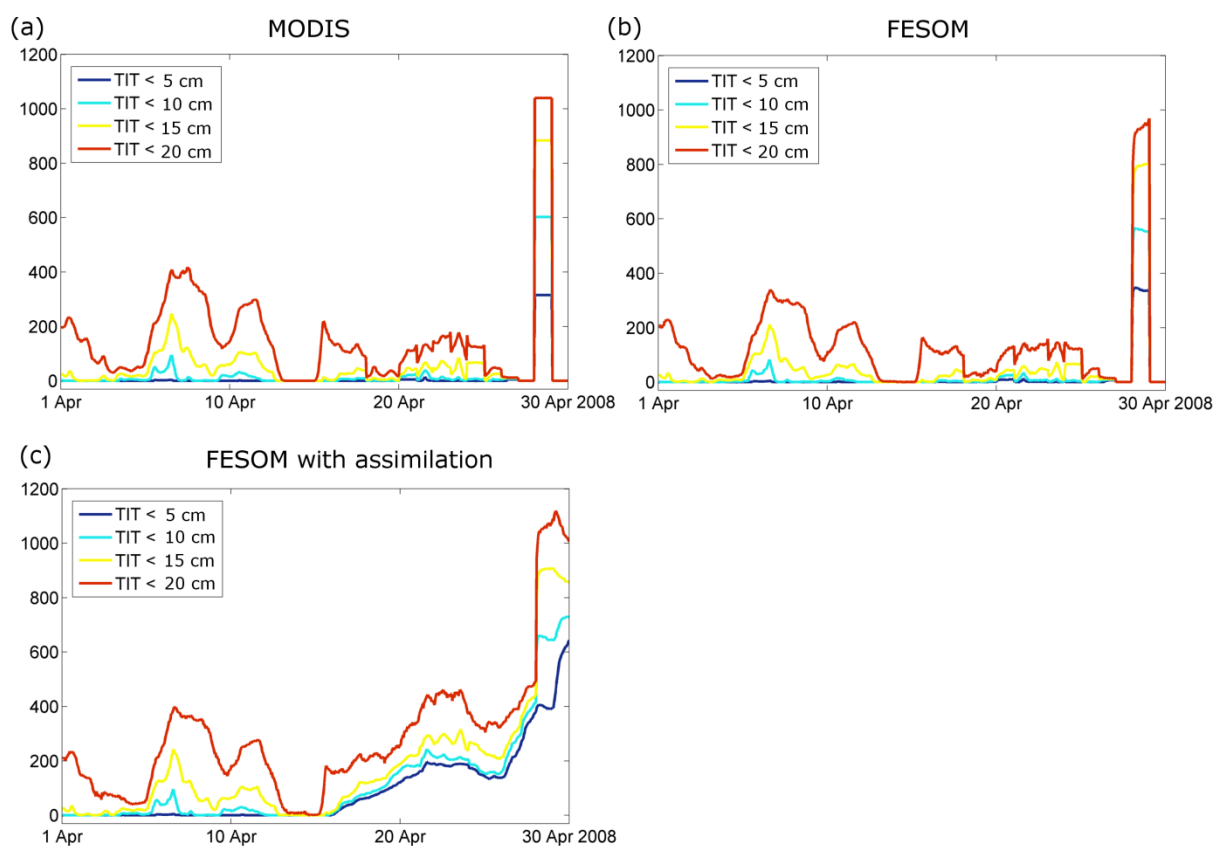 (a)
MODIS
1200
1000
800
600
400
200
0
TIT < 5 cm
TIT < 10 cm
TIT < 15 cm
TIT < 20 cm
1 Apr
10 Apr
20 Apr
30 Apr 2008
(b)
FESOM
1200
1000
800
600
400
200
0
TIT < 5 cm
TIT < 10 cm
TIT < 15 cm
TIT < 20 cm
1 Apr
10 Apr
20 Apr
30 Apr 2008
(c)
FESOM with assimilation
1200
1000
800
600
400
200
0
TIT < 5 cm
TIT < 10 cm
TIT < 15 cm
TIT < 20 cm
1 Apr
10 Apr
20 Apr
30 Apr 2008